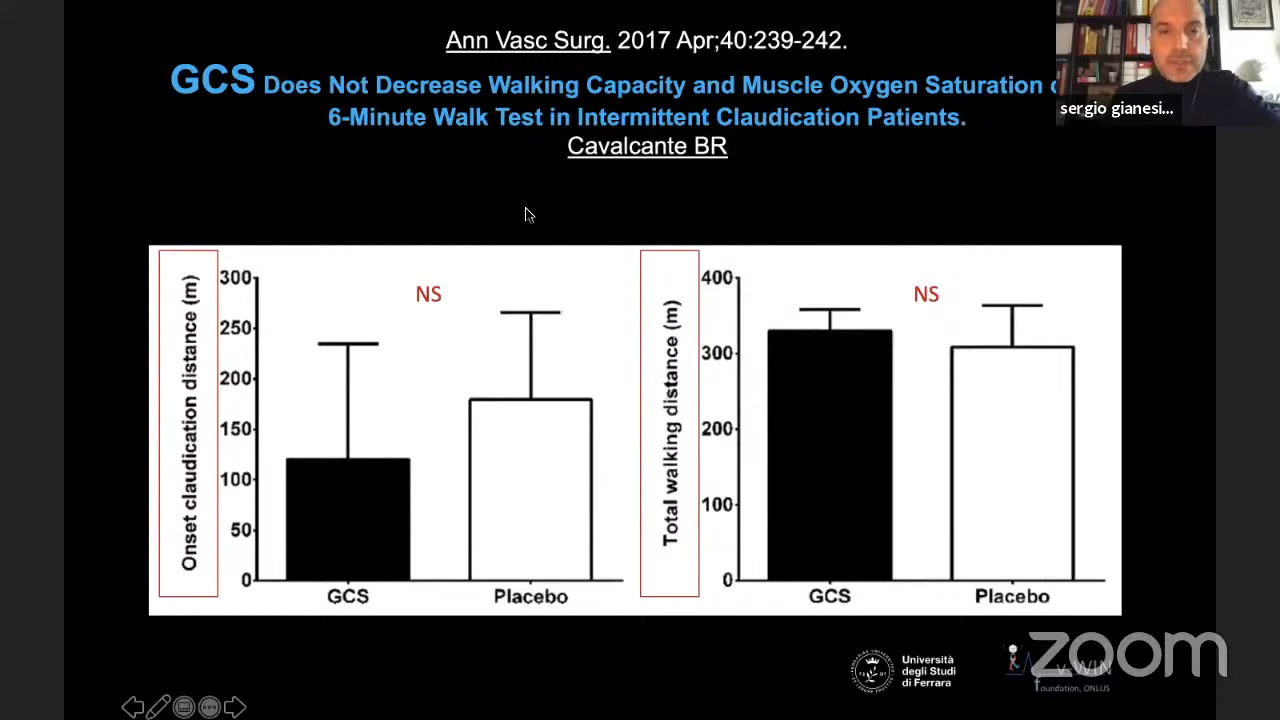 Ann Vasc Surg. 2017 Apr;40:239-242.
GCS Does Not Decrease Walking Capacity and Muscle Oxygen Saturation
6-Minute Walk Test in Intermittent Claudication Patients.
Cavalcante BR
sergio gianesi...
Onset claudication distance (m)
300
250
200
150
100
50
0
NS
GCS
Placebo
Total walking distance (m)
400
300
200
100
0
NS
GCS
Placebo
Università
degli Studi
di Ferrara
v-WIN
foundation, ONLUS
zoom